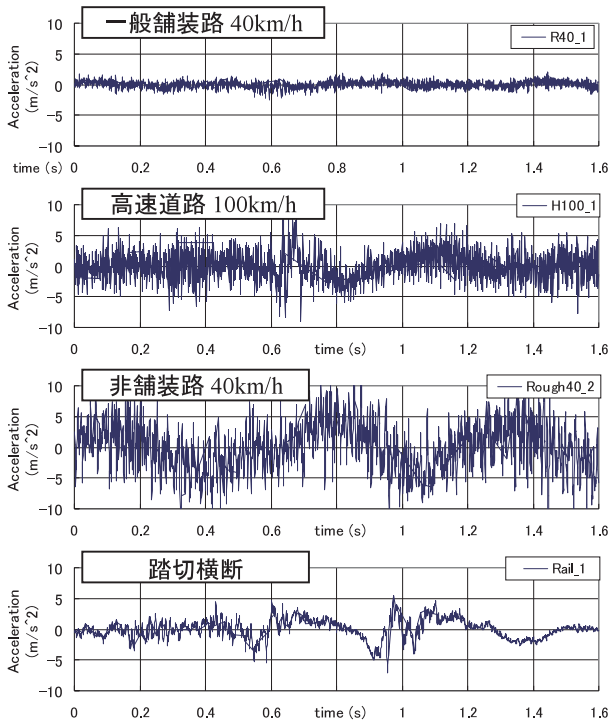 一般舗装路 40km/h
R40_1
Acceleration
(m/s^2)
10
5
0
−5
−10
time (s) 0 0.2 0.4 0.6 0.8 1 1.2 1.4 1.6
高速道路 100km/h
H100_1
Acceleration
(m/s^2)
10
5
0
−5
−10
0 0.2 0.4 0.6 time (s) 1 1.2 1.4 1.6
非舗装路 40km/h
Rough40_2
Acceleration
(m/s^2)
10
5
0
−5
−10
0 0.2 0.4 0.6 time (s) 1 1.2 1.4 1.6
踏切横断
Rail_1
Acceleration
(m/s^2)
10
5
0
−5
−10
0 0.2 0.4 0.6 time (s) 1 1.2 1.4 1.6